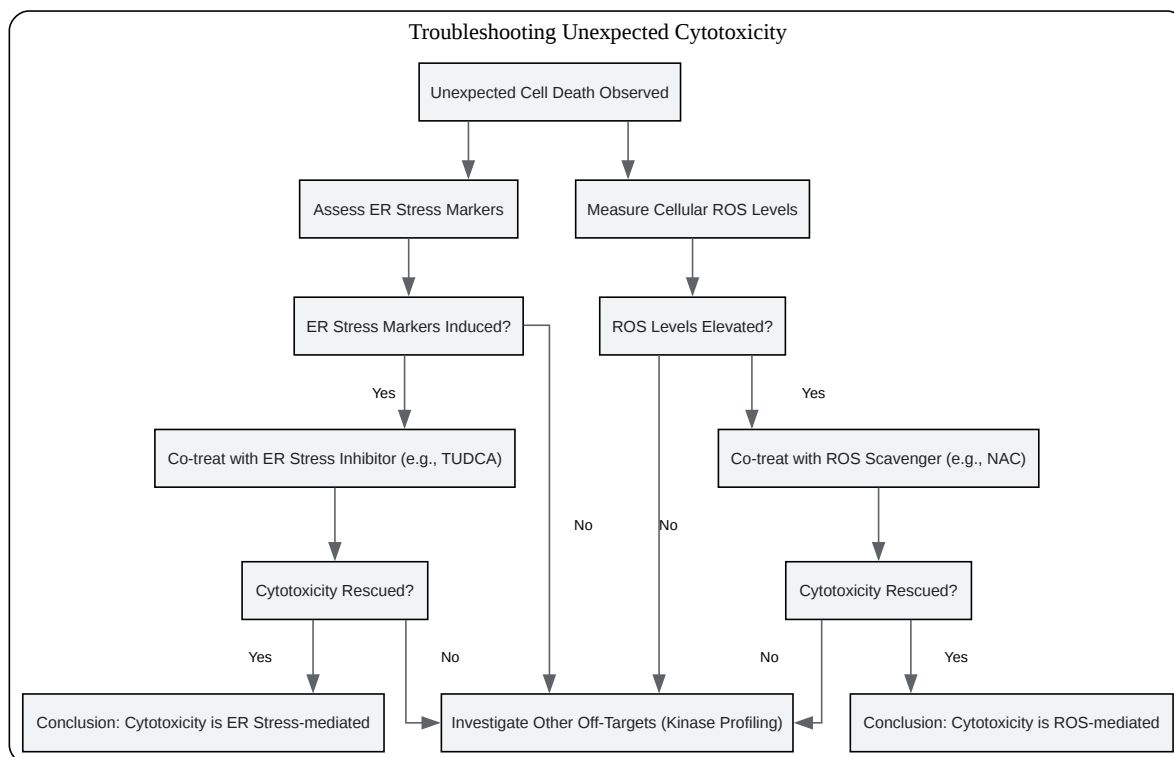 Troubleshooting Unexpected Cytotoxicity
Unexpected Cell Death Observed
Assess ER Stress Markers
Measure Cellular ROS Levels
ER Stress Markers Induced?
ROS Levels Elevated?
Yes
Yes
Co-treat with ER Stress Inhibitor (e.g., TUDCA)
Co-treat with ROS Scavenger (e.g., NAC)
No
No
Cytotoxicity Rescued?
Cytotoxicity Rescued?
Yes
No
No
Yes
Conclusion: Cytotoxicity is ER Stress-mediated
Investigate Other Off-Targets (Kinase Profiling)
Conclusion: Cytotoxicity is ROS-mediated